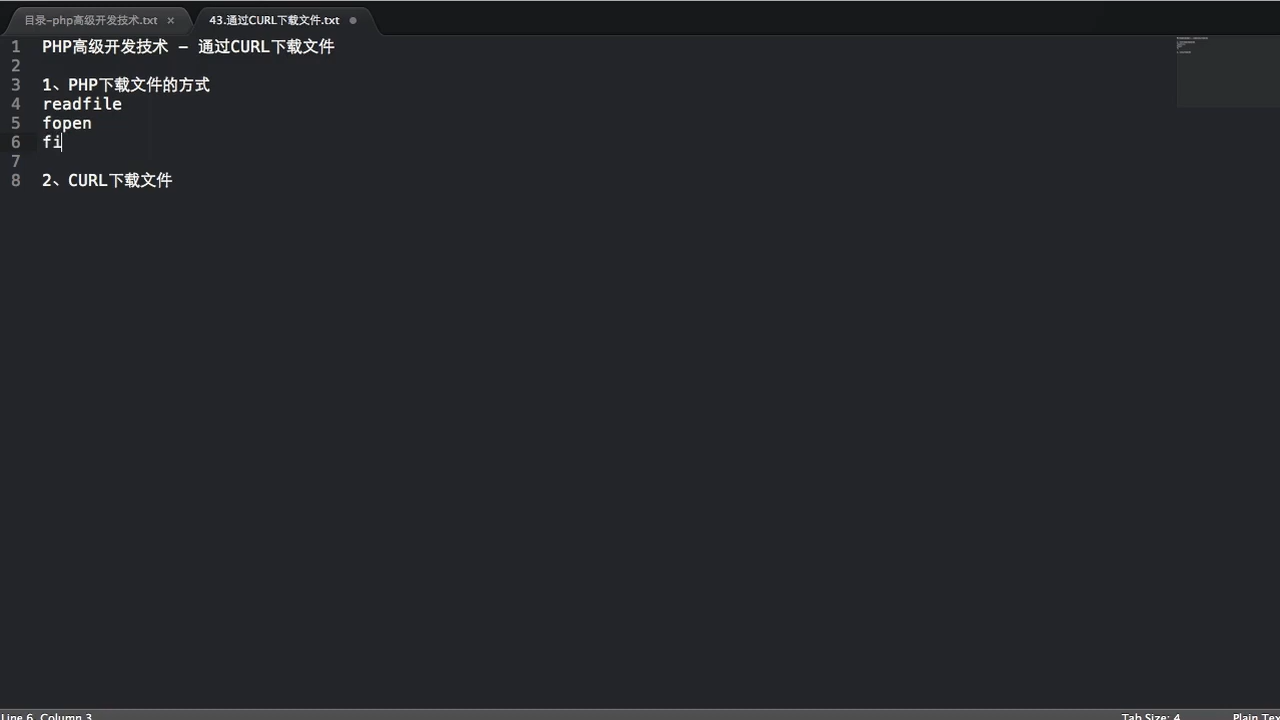 目录-php高级开发技术.txt ×
43.通过CURL下载文件.txt
1 PHP高级开发技术 - 通过CURL下载文件
2
3 1、PHP下载文件的方式
4 readfile
5 fopen
6 fi
7
8 2、CURL下载文件
Line 6, Column 3
Tab Size: 4
Plain Tex